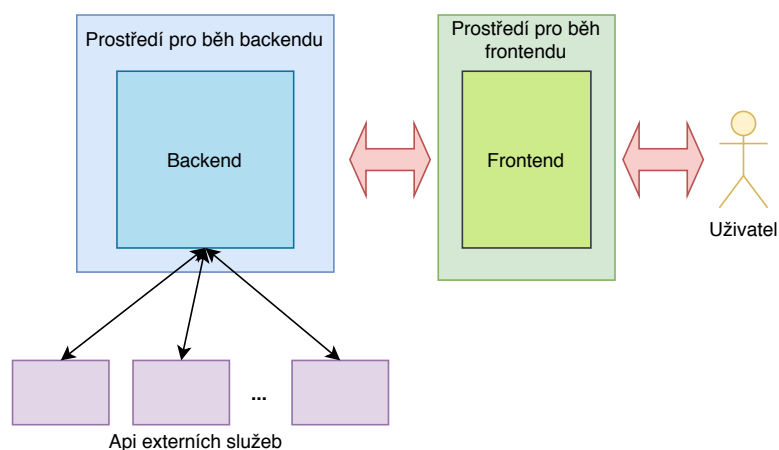 Prostředí pro běh backendu
Prostředí pro běh
frontendu
Backend
Frontend
Uživatel
...
Api externích služeb